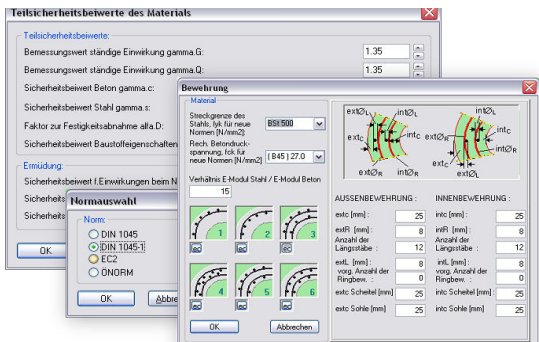 Teilsicherheitsbeiwerte des Materials
Teilsicherheitsbeiwerte:
Bemessungswert ständige Einwirkung gamma.G:
1.35
Bemessungswert ständige Einwirkung gamma.Q:
1.35
Sicherheitsbeiwert Beton gamma.c:
Sicherheitsbeiwert Stahl gamma.s:
Faktor zur Festigkeitsabnahme alfa.D:
Sicherheitsbeiwert Baustoffeigenschaften
Ermüdung:
Sicherheitsbeiwert f.Einwirkungen beim N
Sicherheits
Sicherheits
OK
Normauswahl
Norm:
DIN 1045
DIN 1045-1
EC2
ÖNORM
OK
Abbre
Bewehrung
Material
Streckgrenze des
Stahls, fyk für neue
Normen [N/mm2]:
BSt 500
Rech. Betondruck-
spannung, fck für
neue Normen [N/mm2]
( B45 ) 27.0
Verhältnis E-Modul Stahl / E-Modul Beton
15
1
2
3
4
5
6
OK
Abbrechen
extØL
intØL
extc
intc
extØR
intØR
intØL
extØR
intØR
extc
intc
extØL
AUSSENBEWEHRUNG :
INNENBEWEHRUNG :
extc [mm] :
25
intc [mm] :
25
extR [mm] :
8
intR [mm] :
8
Anzahl der
Längsstäbe :
12
Anzahl der
Längsstäbe :
12
extL [mm] :
8
intL [mm] :
8
vorg. Anzahl der
Ringbew. :
0
vorg. Anzahl der
Ringbew. :
0
extc Scheitel [mm]
25
intc Scheitel [mm]
25
extc Sohle [mm]
25
intc Sohle [mm]
25